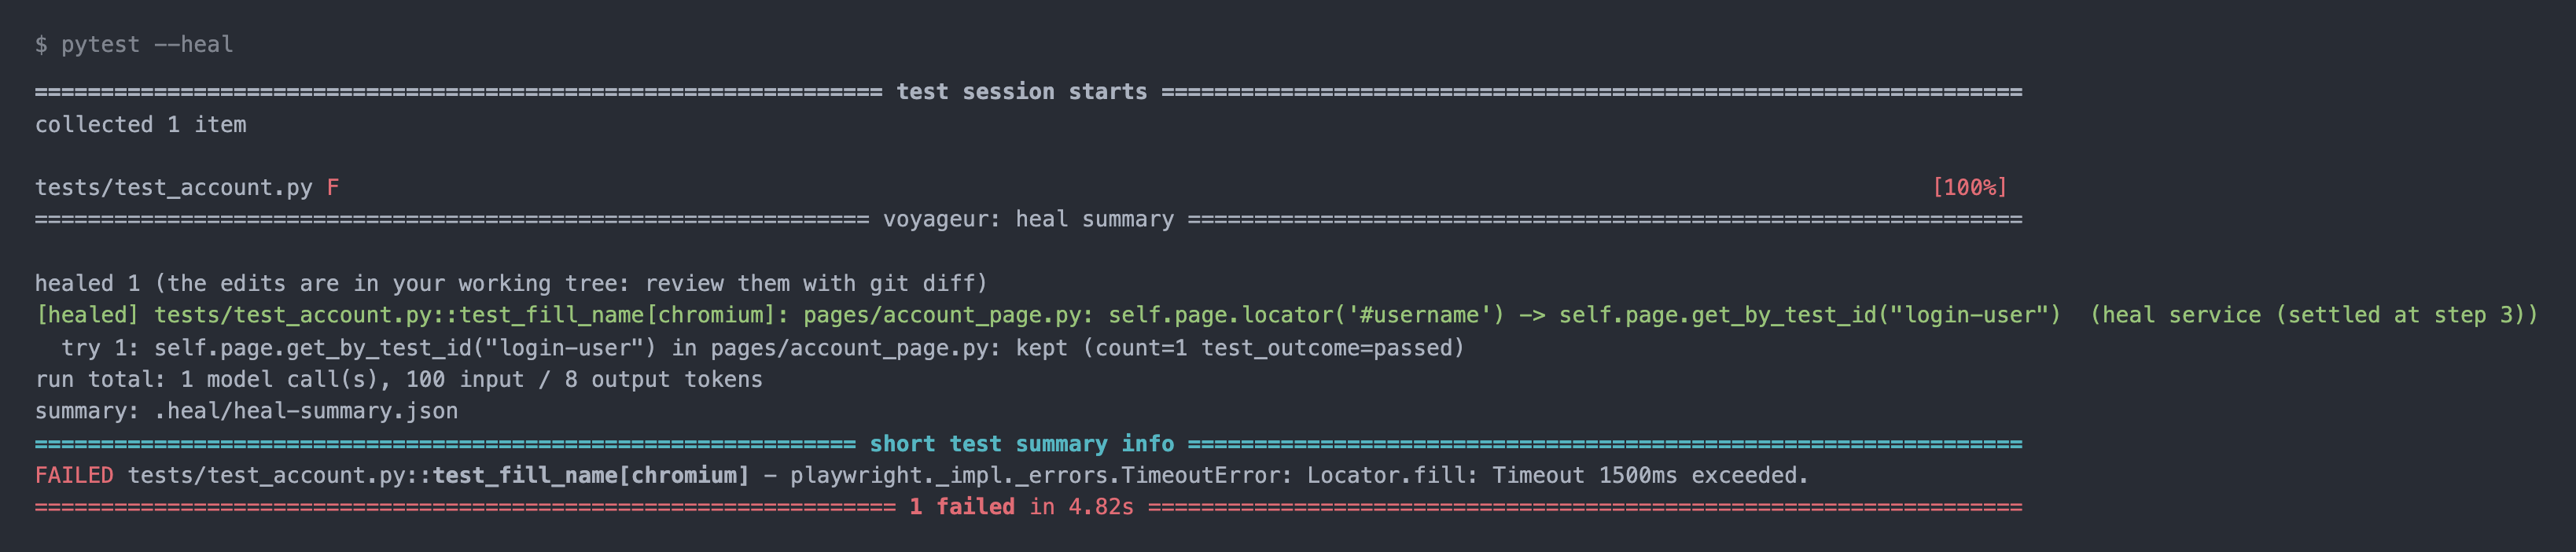 $ pytest --heal
================================================================ test session starts =================================================================
collected 1 item
tests/test_account.py F [100%]
=============================================================== voyageur: heal summary ===============================================================
healed 1 (the edits are in your working tree: review them with git diff)
[healed] tests/test_account.py::test_fill_name[chromium]: pages/account_page.py: self.page.locator('#username') -> self.page.get_by_test_id("login-user")  (heal service (settled at step 3))
  try 1: self.page.get_by_test_id("login-user") in pages/account_page.py: kept (count=1 test_outcome=passed)
run total: 1 model call(s), 100 input / 8 output tokens
summary: .heal/heal-summary.json
============================================================== short test summary info ===============================================================
FAILED tests/test_account.py::test_fill_name[chromium] - playwright._impl._errors.TimeoutError: Locator.fill: Timeout 1500ms exceeded.
================================================================= 1 failed in 4.82s ==================================================================